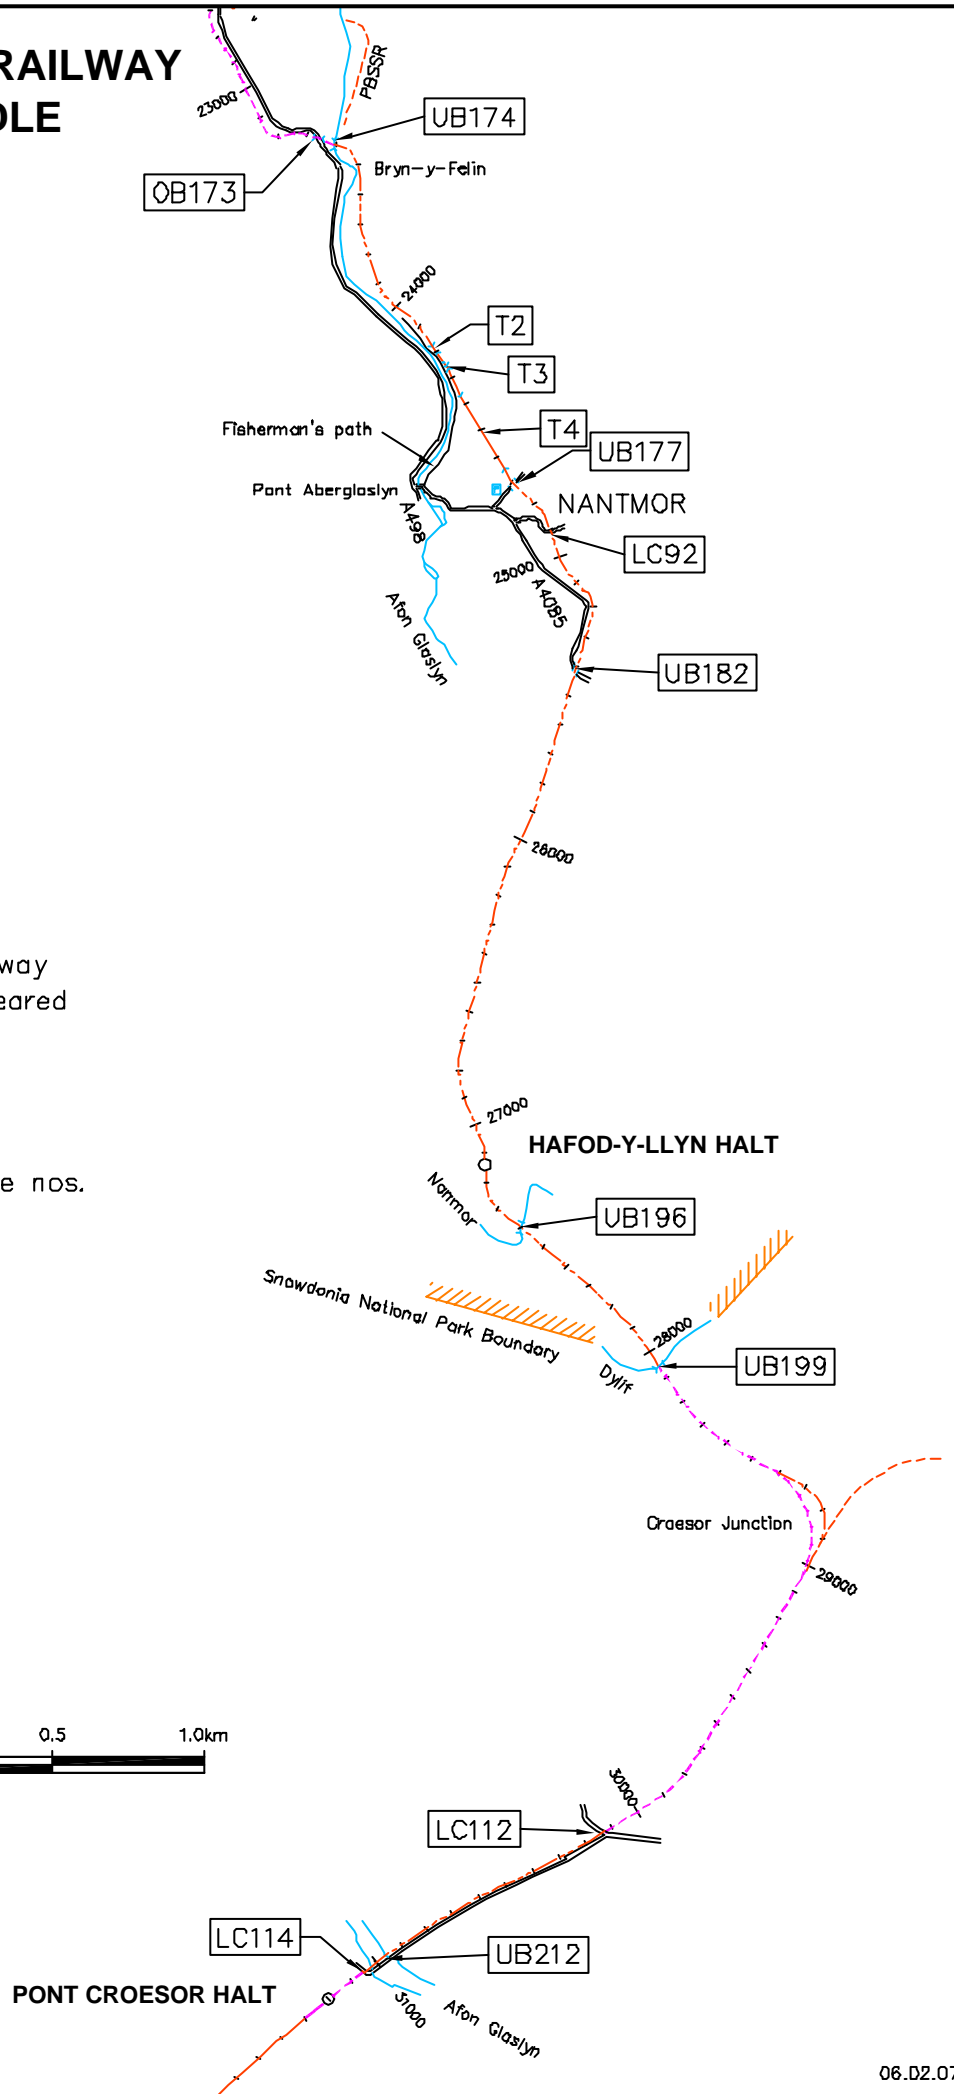 RAILWAY
OLE
PBSSR
23000
UB174
Bryn-y-Felin
OB173
24000
T2
T3
T4
Fisherman's path
UB177
Pont Aberglaslyn
NANTMOR
A498
LC92
25000
A4085
Afon Glaslyn
UB182
26000
way
eared
27000
HAFOD-Y-LLYN HALT
e nos.
Nanmor
UB196
Snowdonia National Park Boundary
28000
UB199
Dylif
Croesor Junction
29000
0.5
1.0km
30000
LC112
LC114
UB212
PONT CROESOR HALT
31000
Afon Glaslyn
06.02.07